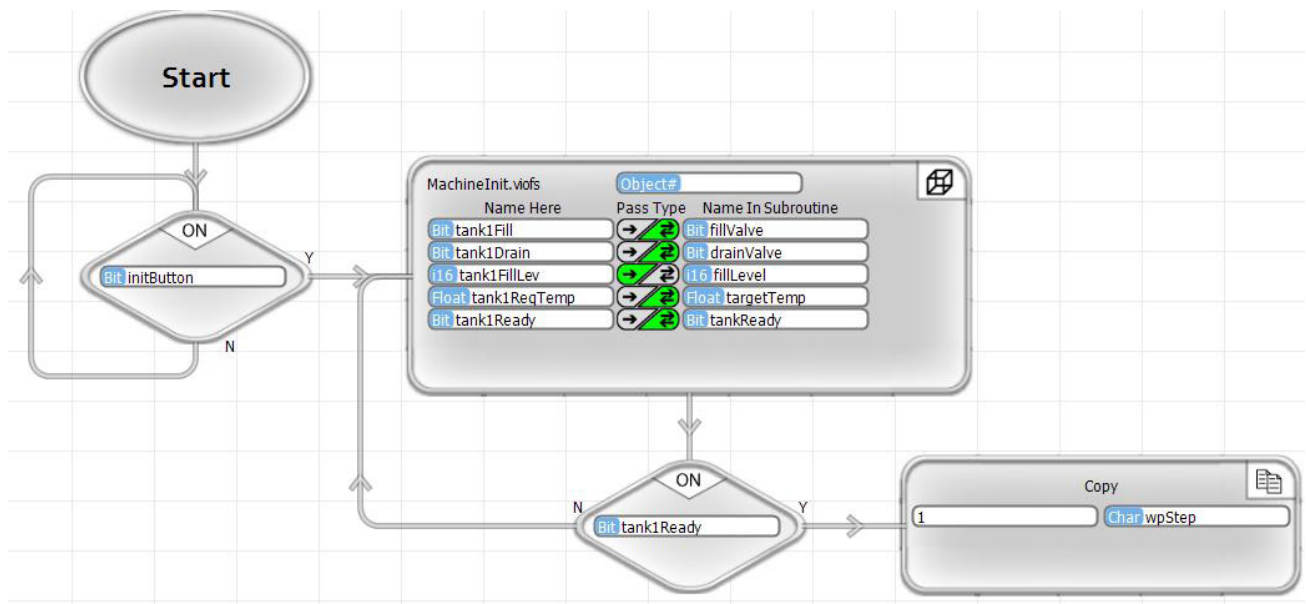 Start
ON
Bit initButton
Y
N
MachineInit.viofs Object#
Name Here Pass Type Name In Subroutine
Bit tank1Fill Bit fillValve
Bit tank1Drain Bit drainValve
i16 tank1FillLev i16 fillLevel
Float tank1ReqTemp Float targetTemp
Bit tank1Ready Bit tankReady
ON
N Y
Bit tank1Ready
Copy
1 Char wpStep